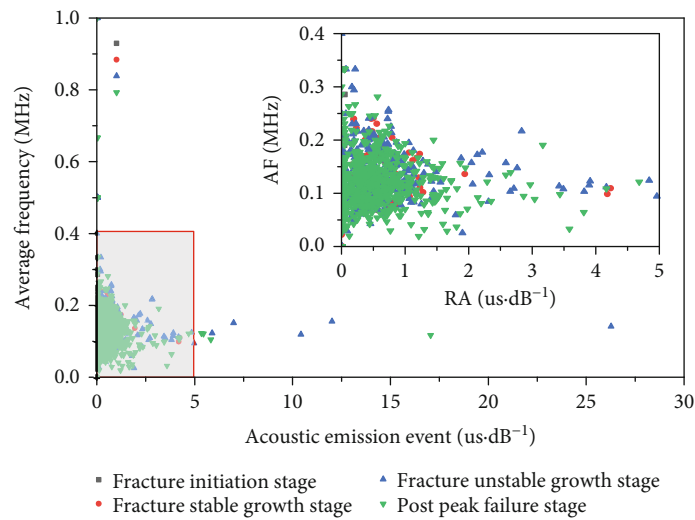 1.0
0.8
0.6
0.4
0.2
0.0
Average frequency (MHz)
0 5 10 15 20 25 30
Acoustic emission event (us·dB⁻¹)
0.4
0.3
0.2
0.1
0.0
AF (MHz)
0 1 2 3 4 5
RA (us·dB⁻¹)
Fracture initiation stage
Fracture stable growth stage
Fracture unstable growth stage
Post peak failure stage